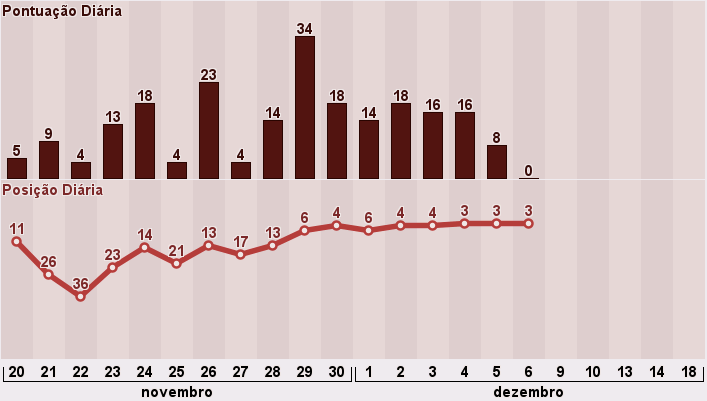 Pontuação Diária
5 9 4 13 18 4 23 4 14 34 18 14 18 16 16 8 0
Posição Diária
11 26 36 23 14 21 13 17 13 6 4 6 4 4 3 3 3
20 21 22 23 24 25 26 27 28 29 30 1 2 3 4 5 6 9 10 13 14 18
novembro dezembro